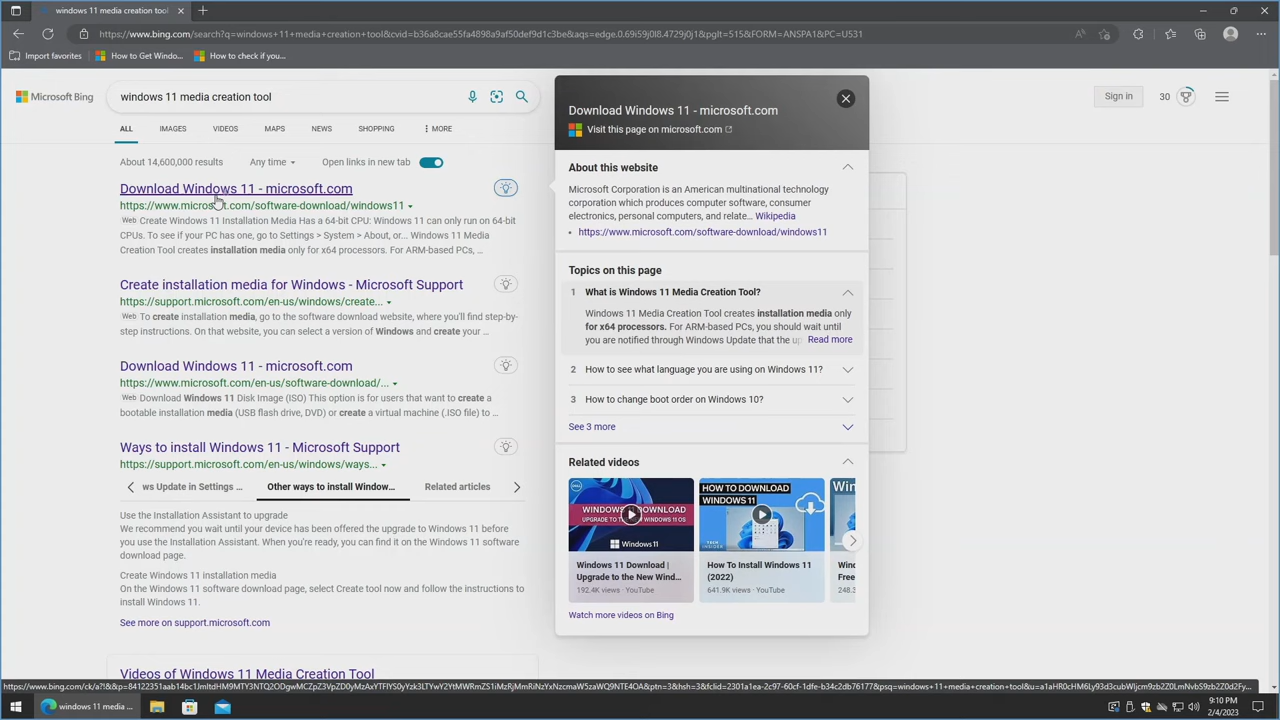 windows 11 media creation tool
https://www.bing.com/search?q=windows+11+media+creation+tool&cvid=b36a8cae55fa4898a9af50def9d1c3be&aqs=edge.0.69i59j0l8.4729j0j1&pglt=515&FORM=ANSPA1&PC=U531
Import favorites
How to Get Windo...
How to check if you...
Microsoft Bing
windows 11 media creation tool
Sign in
30
ALL
IMAGES
VIDEOS
MAPS
NEWS
SHOPPING
MORE
About 14,600,000 results
Any time
Open links in new tab
Download Windows 11 - microsoft.com
https://www.microsoft.com/software-download/windows11
Web Create Windows 11 Installation Media Has a 64-bit CPU: Windows 11 can only run on 64-bit
CPUs. To see if your PC has one, go to Settings > System > About, or... Windows 11 Media
Creation Tool creates installation media only for x64 processors. For ARM-based PCs, …
Create installation media for Windows - Microsoft Support
https://support.microsoft.com/en-us/windows/create...
Web To create installation media, go to the software download website, where you'll find step-by-
step instructions. On that website, you can select a version of Windows and create your …
Download Windows 11 - microsoft.com
https://www.microsoft.com/en-us/software-download/...
Web Download Windows 11 Disk Image (ISO) This option is for users that want to create a
bootable installation media (USB flash drive, DVD) or create a virtual machine (.ISO file) to …
Ways to install Windows 11 - Microsoft Support
https://support.microsoft.com/en-us/windows/ways...
ws Update in Settings ...
Other ways to install Window...
Related articles
Use the Installation Assistant to upgrade
We recommend you wait until your device has been offered the upgrade to Windows 11 before
you use the Installation Assistant. When you're ready, you can find it on the Windows 11 software
download page.
Create Windows 11 installation media
On the Windows 11 software download page, select Create tool now and follow the instructions to
install Windows 11.
See more on support.microsoft.com
Videos of Windows 11 Media Creation Tool
Download Windows 11 - microsoft.com
Visit this page on microsoft.com
About this website
Microsoft Corporation is an American multinational technology
corporation which produces computer software, consumer
electronics, personal computers, and relate... Wikipedia
https://www.microsoft.com/software-download/windows11
Topics on this page
1 What is Windows 11 Media Creation Tool?
Windows 11 Media Creation Tool creates installation media only
for x64 processors. For ARM-based PCs, you should wait until
you are notified through Windows Update that the up Read more
2 How to see what language you are using on Windows 11?
3 How to change boot order on Windows 10?
See 3 more
Related videos
DELL
WINDOWS DOWNLOAD
UPGRADE TO WINDOWS 11 OS
Windows 11
Windows 11 Download |
Upgrade to the New Wind...
192.4K views · YouTube
HOW TO DOWNLOAD
WINDOWS 11
TECH INSIDER
How To Install Windows 11
(2022)
641.9K views · YouTube
Win
Wind
Free
248.3
Watch more videos on Bing
windows 11 media ...
9:10 PM
2/4/2023